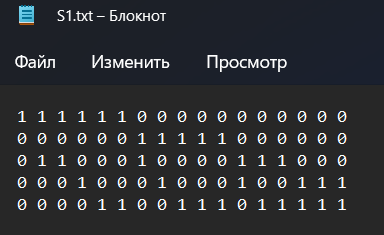 S1.txt – Блокнот
Файл Изменить Просмотр
1 1 1 1 1 1 0 0 0 0 0 0 0 0 0 0 0
0 0 0 0 0 0 1 1 1 1 1 0 0 0 0 0 0
0 1 1 0 0 0 1 0 0 0 0 1 1 1 0 0 0
0 0 0 1 0 0 0 1 0 0 0 1 0 0 1 1 1
0 0 0 0 1 1 0 0 1 1 1 0 1 1 1 1 1